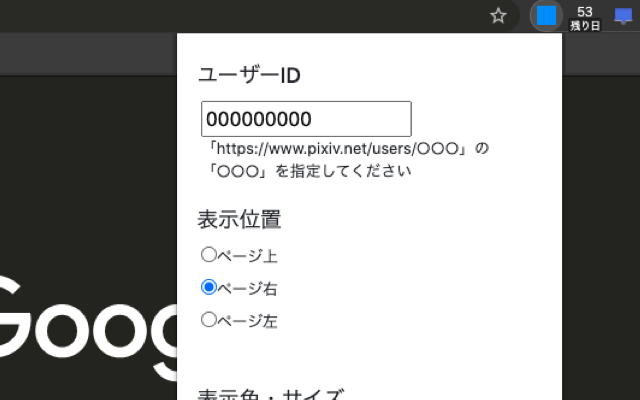 53
残り日
ユーザーID
000000000
「https://www.pixiv.net/users/〇〇〇」の
「〇〇〇」を指定してください
表示位置
ページ上
ページ右
ページ左
Goog
表示色・サイズ